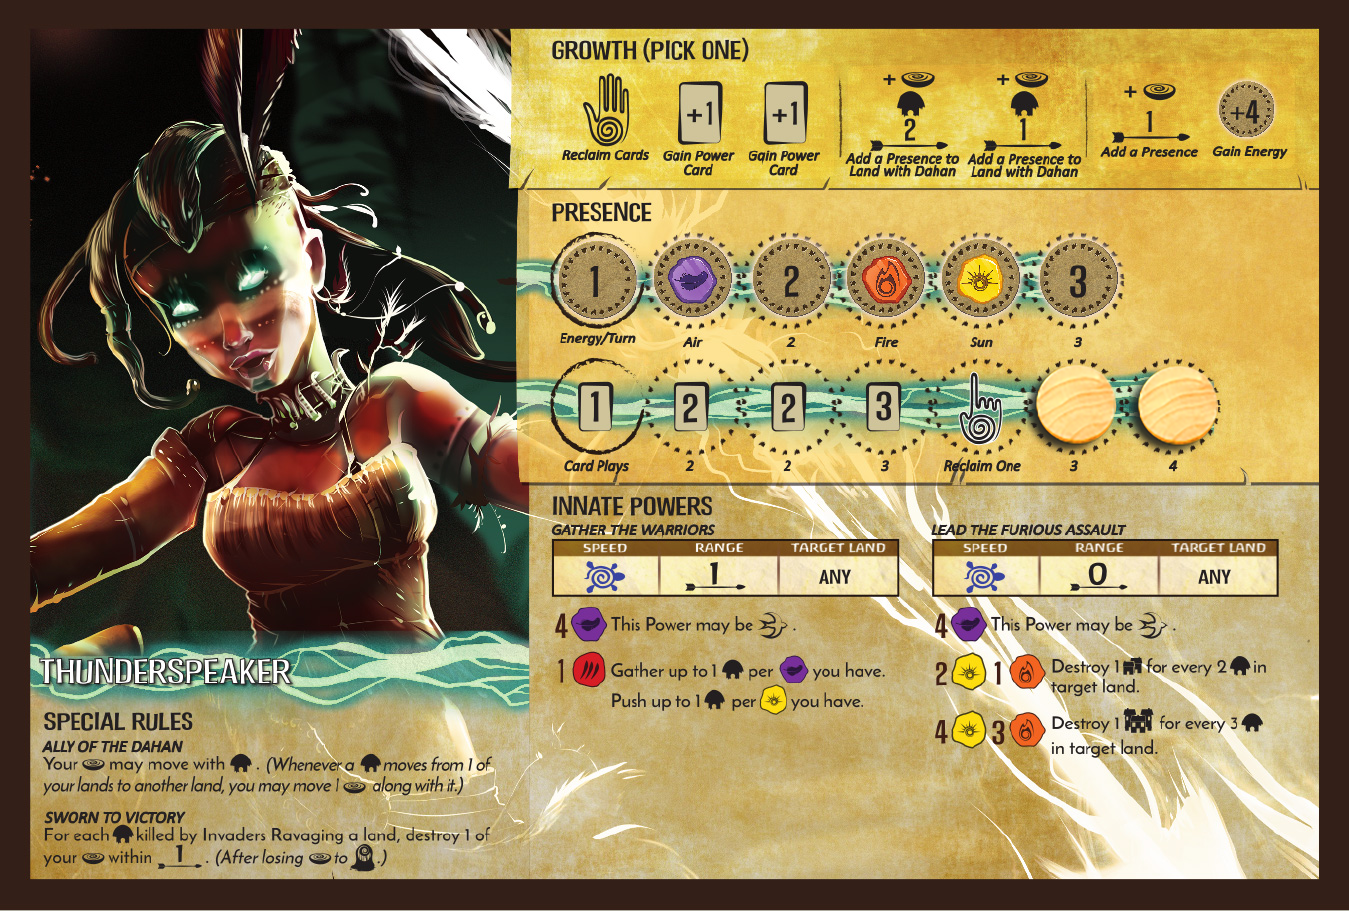 GROWTH (PICK ONE)
+
+
+
+1
+1
2
1
1
+4
Reclaim Cards
Gain Power
Card
Gain Power
Card
Add a Presence to
Land with Dahan
Add a Presence to
Land with Dahan
Add a Presence
Gain Energy
PRESENCE
1
2
3
Energy/Turn
Air
2
Fire
Sun
3
1
2
2
3
Card Plays
2
2
3
Reclaim One
3
4
INNATE POWERS
GATHER THE WARRIORS
SPEED RANGE TARGET LAND
1 ANY
4 This Power may be .
1 Gather up to 1 per you have.
Push up to 1 per you have.
LEAD THE FURIOUS ASSAULT
SPEED RANGE TARGET LAND
0 ANY
4 This Power may be .
2 1 Destroy 1 for every 2 in
target land.
4 3 Destroy 1 for every 3
in target land.
THUNDERSPEAKER
SPECIAL RULES
ALLY OF THE DAHAN
Your may move with . (Whenever a moves from 1 of
your lands to another land, you may move 1 along with it.)
SWORN TO VICTORY
For each killed by Invaders Ravaging a land, destroy 1 of
your within 1 . (After losing to .)